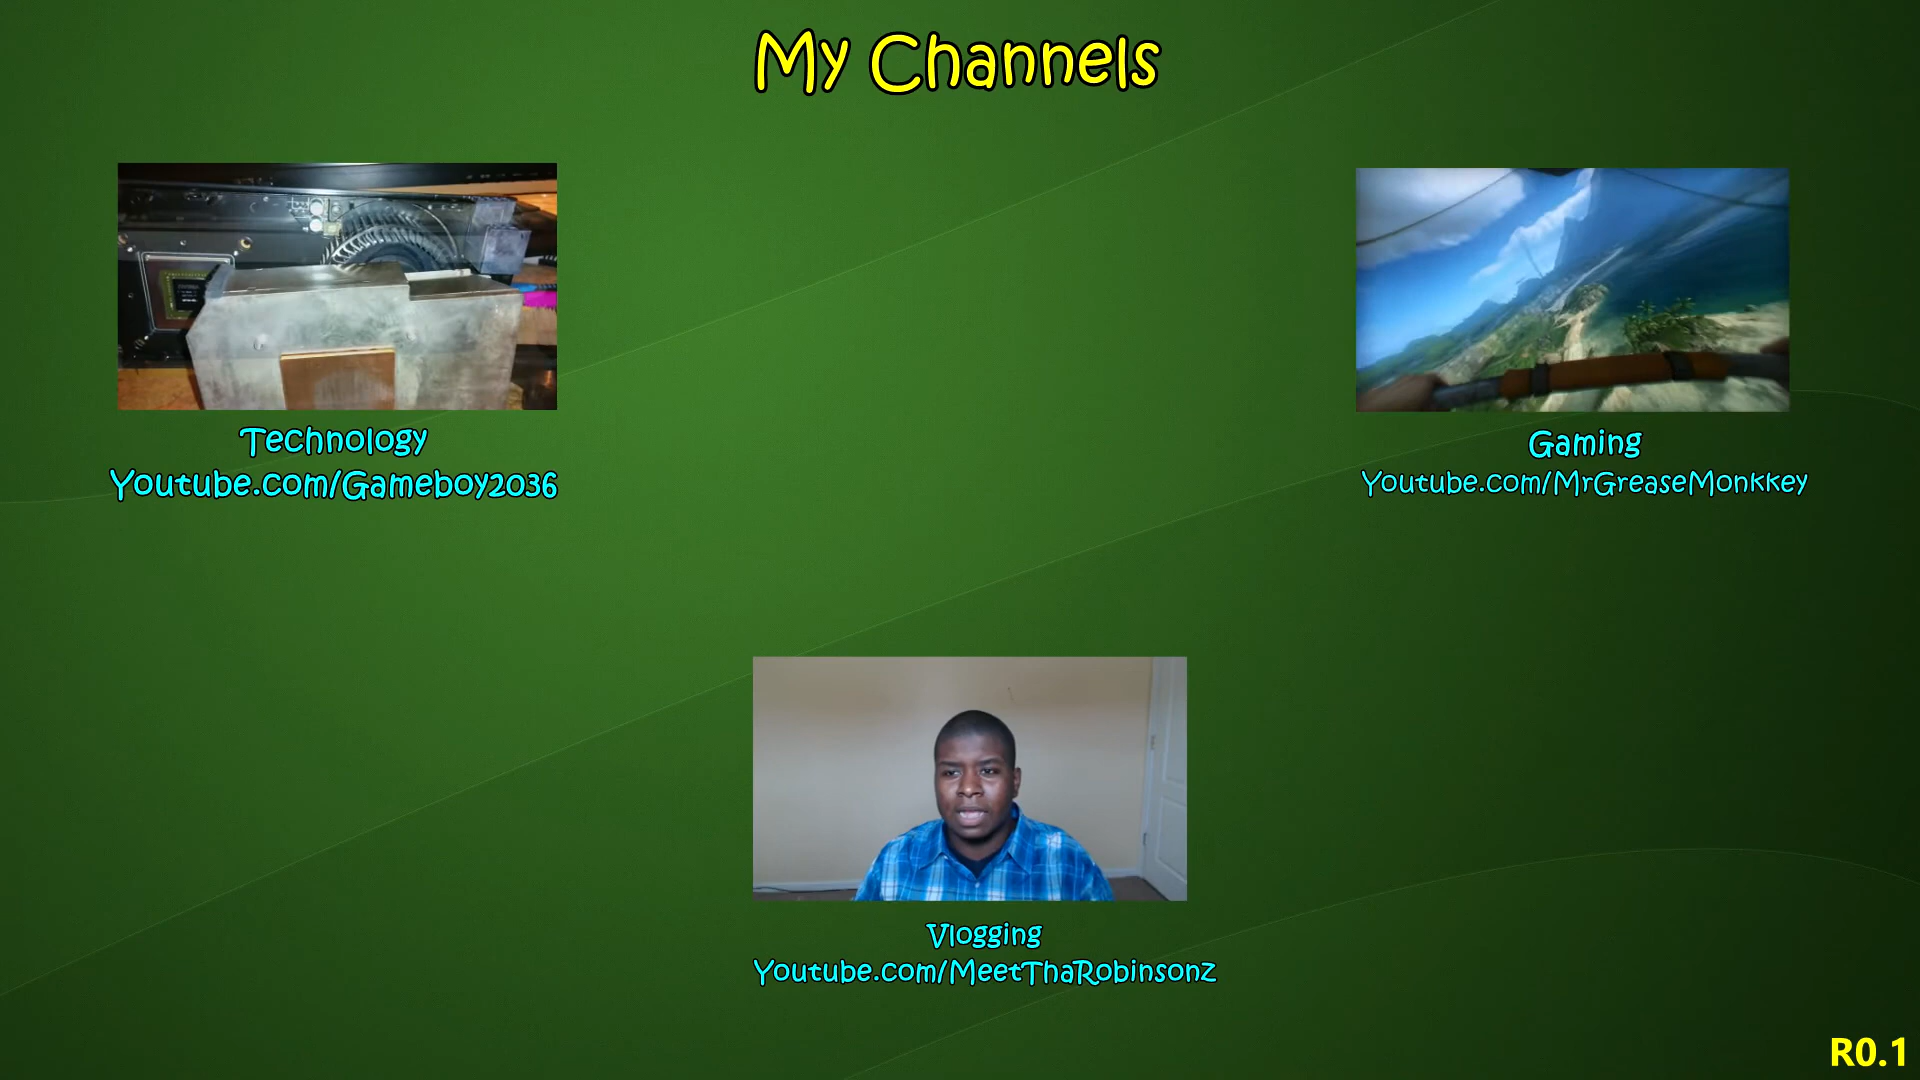 My Channels
Technology
Youtube.com/Gameboy2036
Gaming
Youtube.com/MrGreaseMonkkey
Vlogging
Youtube.com/MeetThaRobinsonz
R0.1